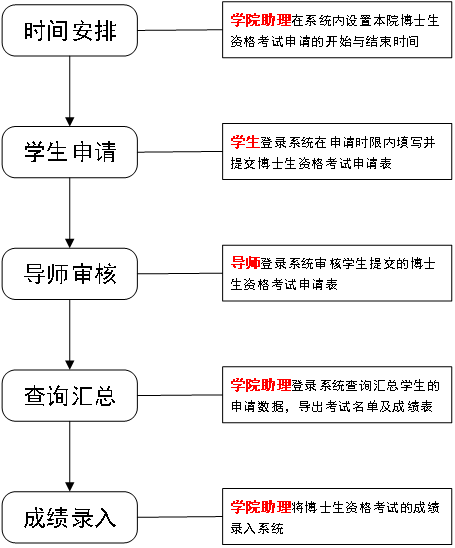 时间安排
学院助理在系统内设置本院博士生
资格考试申请的开始与结束时间
学生申请
学生登录系统在申请时限内填写并
提交博士生资格考试申请表
导师审核
导师登录系统审核学生提交的博士
生资格考试申请表
查询汇总
学院助理登录系统查询汇总学生的
申请数据，导出考试名单及成绩表
成绩录入
学院助理将博士生资格考试的成绩
录入系统